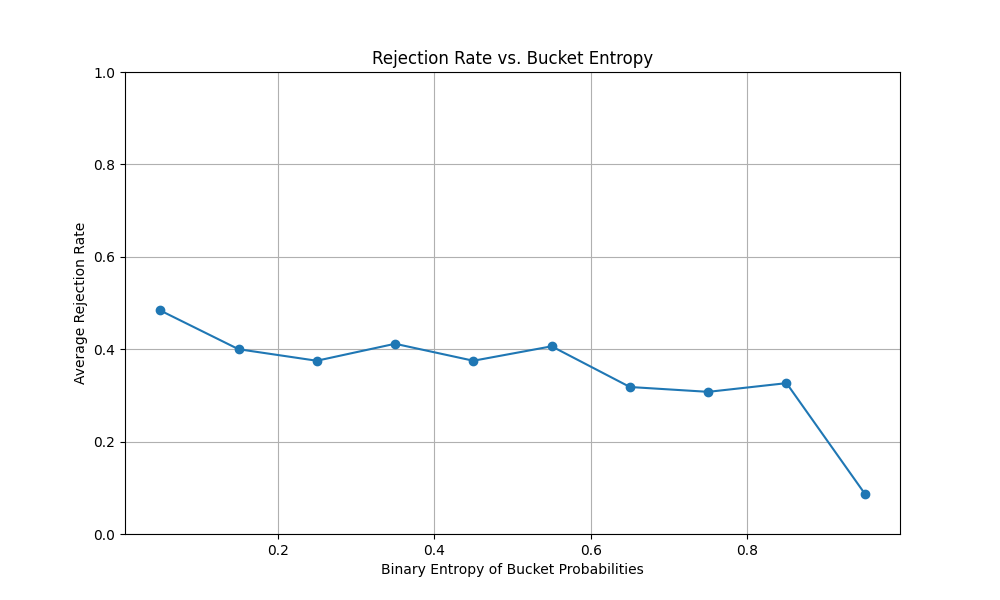 Rejection Rate vs. Bucket Entropy
1.0
0.8
0.6
0.4
0.2
0.0
Average Rejection Rate
0.2 0.4 0.6 0.8
Binary Entropy of Bucket Probabilities